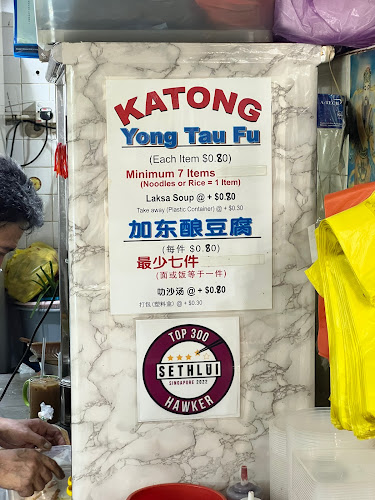 KATONG
Yong Tau Fu
(Each Item $0.80)
Minimum 7 Items
(Noodles or Rice = 1 Item)
Laksa Soup @ + $0.80
Take away (Plastic Container) @ + $0.30
加东酿豆腐
(每件 $0.80)
最少七件
(面或饭等于一件)
叻沙汤 @ + $0.80
打包(塑料盒) @ + $0.30
TOP 300
SETHLUI
SINGAPORE 2022
HAWKER